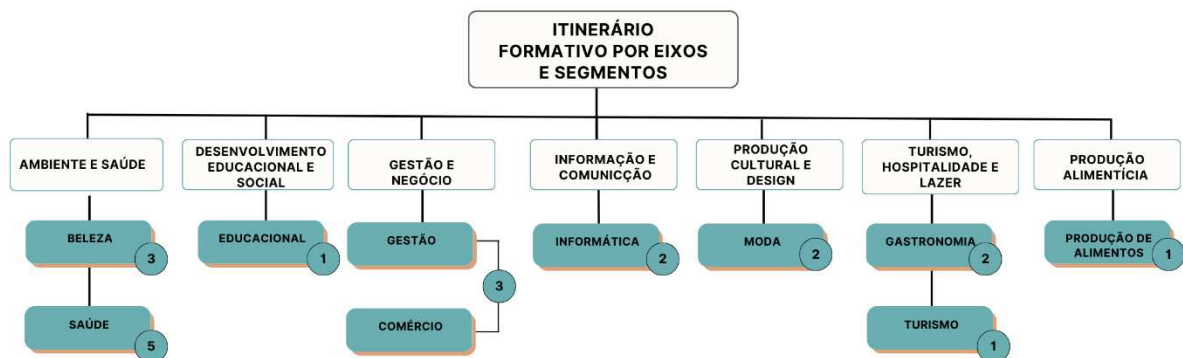 ITINERÁRIO
FORMATIVO POR EIXOS
E SEGMENTOS
AMBIENTE E SAÚDE
DESENVOLVIMENTO
EDUCACIONAL E
SOCIAL
GESTÃO E
NEGÓCIO
INFORMAÇÃO E
COMUNICÇÃO
PRODUÇÃO
CULTURAL E
DESIGN
TURISMO,
HOSPITALIDADE E
LAZER
PRODUÇÃO
ALIMENTÍCIA
BELEZA
3
EDUCACIONAL
1
GESTÃO
INFORMÁTICA
2
MODA
2
GASTRONOMIA
2
PRODUÇÃO DE
ALIMENTOS
1
3
SAÚDE
5
COMÉRCIO
TURISMO
1